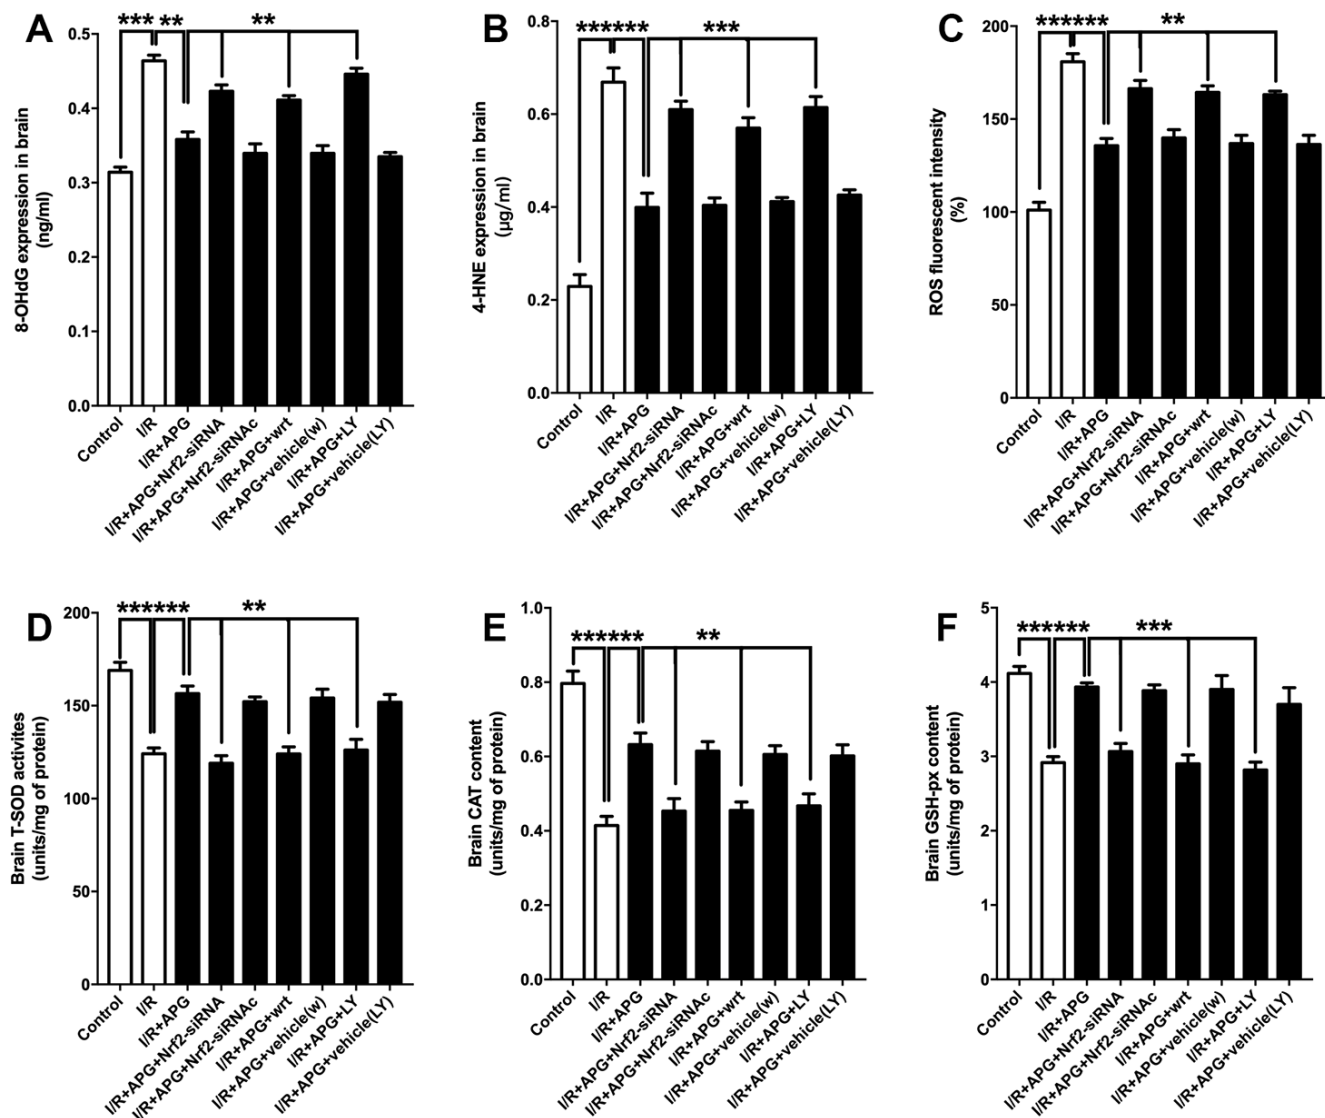 A
*** ** **
8-OHdG expression in brain
(ng/ml)
0.5
0.4
0.3
0.2
0.1
0.0
Control
I/R
I/R+APG
I/R+APG+Nrf2-siRNA
I/R+APG+Nrf2-siRNAc
I/R+APG+wrt
I/R+APG+vehicle(w)
I/R+APG+LY
I/R+APG+vehicle(LY)
B
****** ***
4-HNE expression in brain
(μg/ml)
0.8
0.6
0.4
0.2
0.0
Control
I/R
I/R+APG
I/R+APG+Nrf2-siRNA
I/R+APG+Nrf2-siRNAc
I/R+APG+wrt
I/R+APG+vehicle(w)
I/R+APG+LY
I/R+APG+vehicle(LY)
C
****** **
ROS fluorescent intensity
(%)
200
150
100
50
0
Control
I/R
I/R+APG
I/R+APG+Nrf2-siRNA
I/R+APG+Nrf2-siRNAc
I/R+APG+wrt
I/R+APG+vehicle(w)
I/R+APG+LY
I/R+APG+vehicle(LY)
D
****** **
Brain T-SOD activites
(units/mg of protein)
200
150
100
50
0
Control
I/R
I/R+APG
I/R+APG+Nrf2-siRNA
I/R+APG+Nrf2-siRNAc
I/R+APG+wrt
I/R+APG+vehicle(w)
I/R+APG+LY
I/R+APG+vehicle(LY)
E
****** **
Brain CAT content
(units/mg of protein)
1.0
0.8
0.6
0.4
0.2
0.0
Control
I/R
I/R+APG
I/R+APG+Nrf2-siRNA
I/R+APG+Nrf2-siRNAc
I/R+APG+wrt
I/R+APG+vehicle(w)
I/R+APG+LY
I/R+APG+vehicle(LY)
F
****** ***
Brain GSH-px content
(units/mg of protein)
5
4
3
2
1
0
Control
I/R
I/R+APG
I/R+APG+Nrf2-siRNA
I/R+APG+Nrf2-siRNAc
I/R+APG+wrt
I/R+APG+vehicle(w)
I/R+APG+LY
I/R+APG+vehicle(LY)